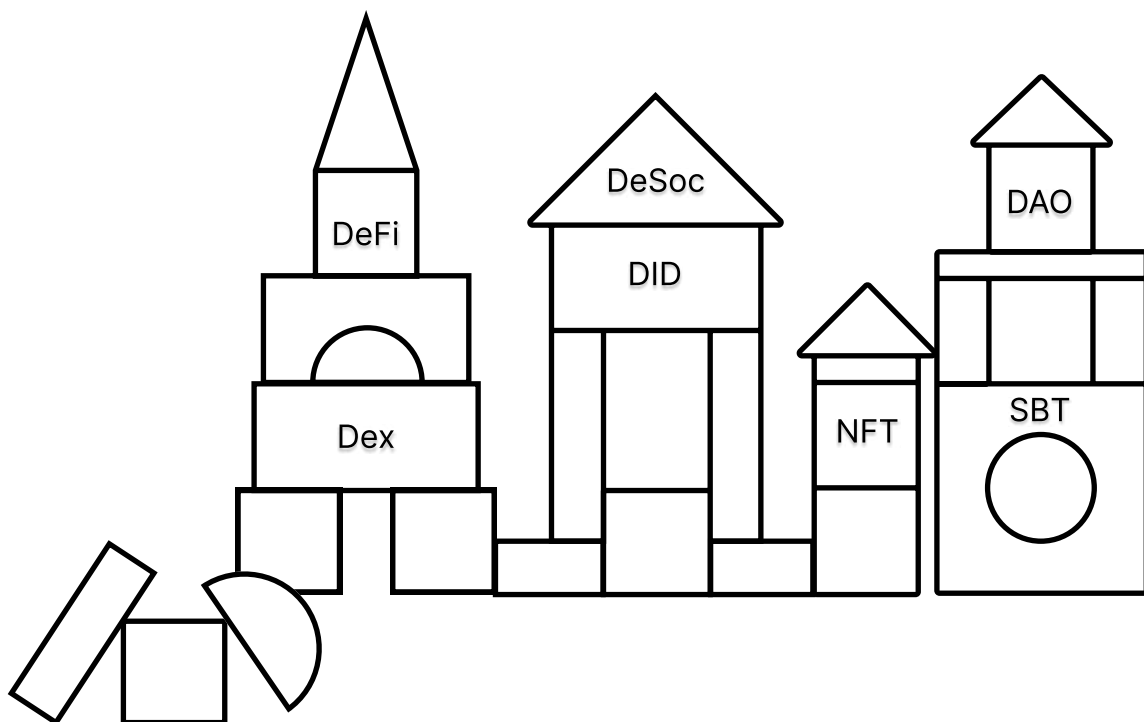 DeFi
Dex
DeSoc
DID
NFT
DAO
SBT